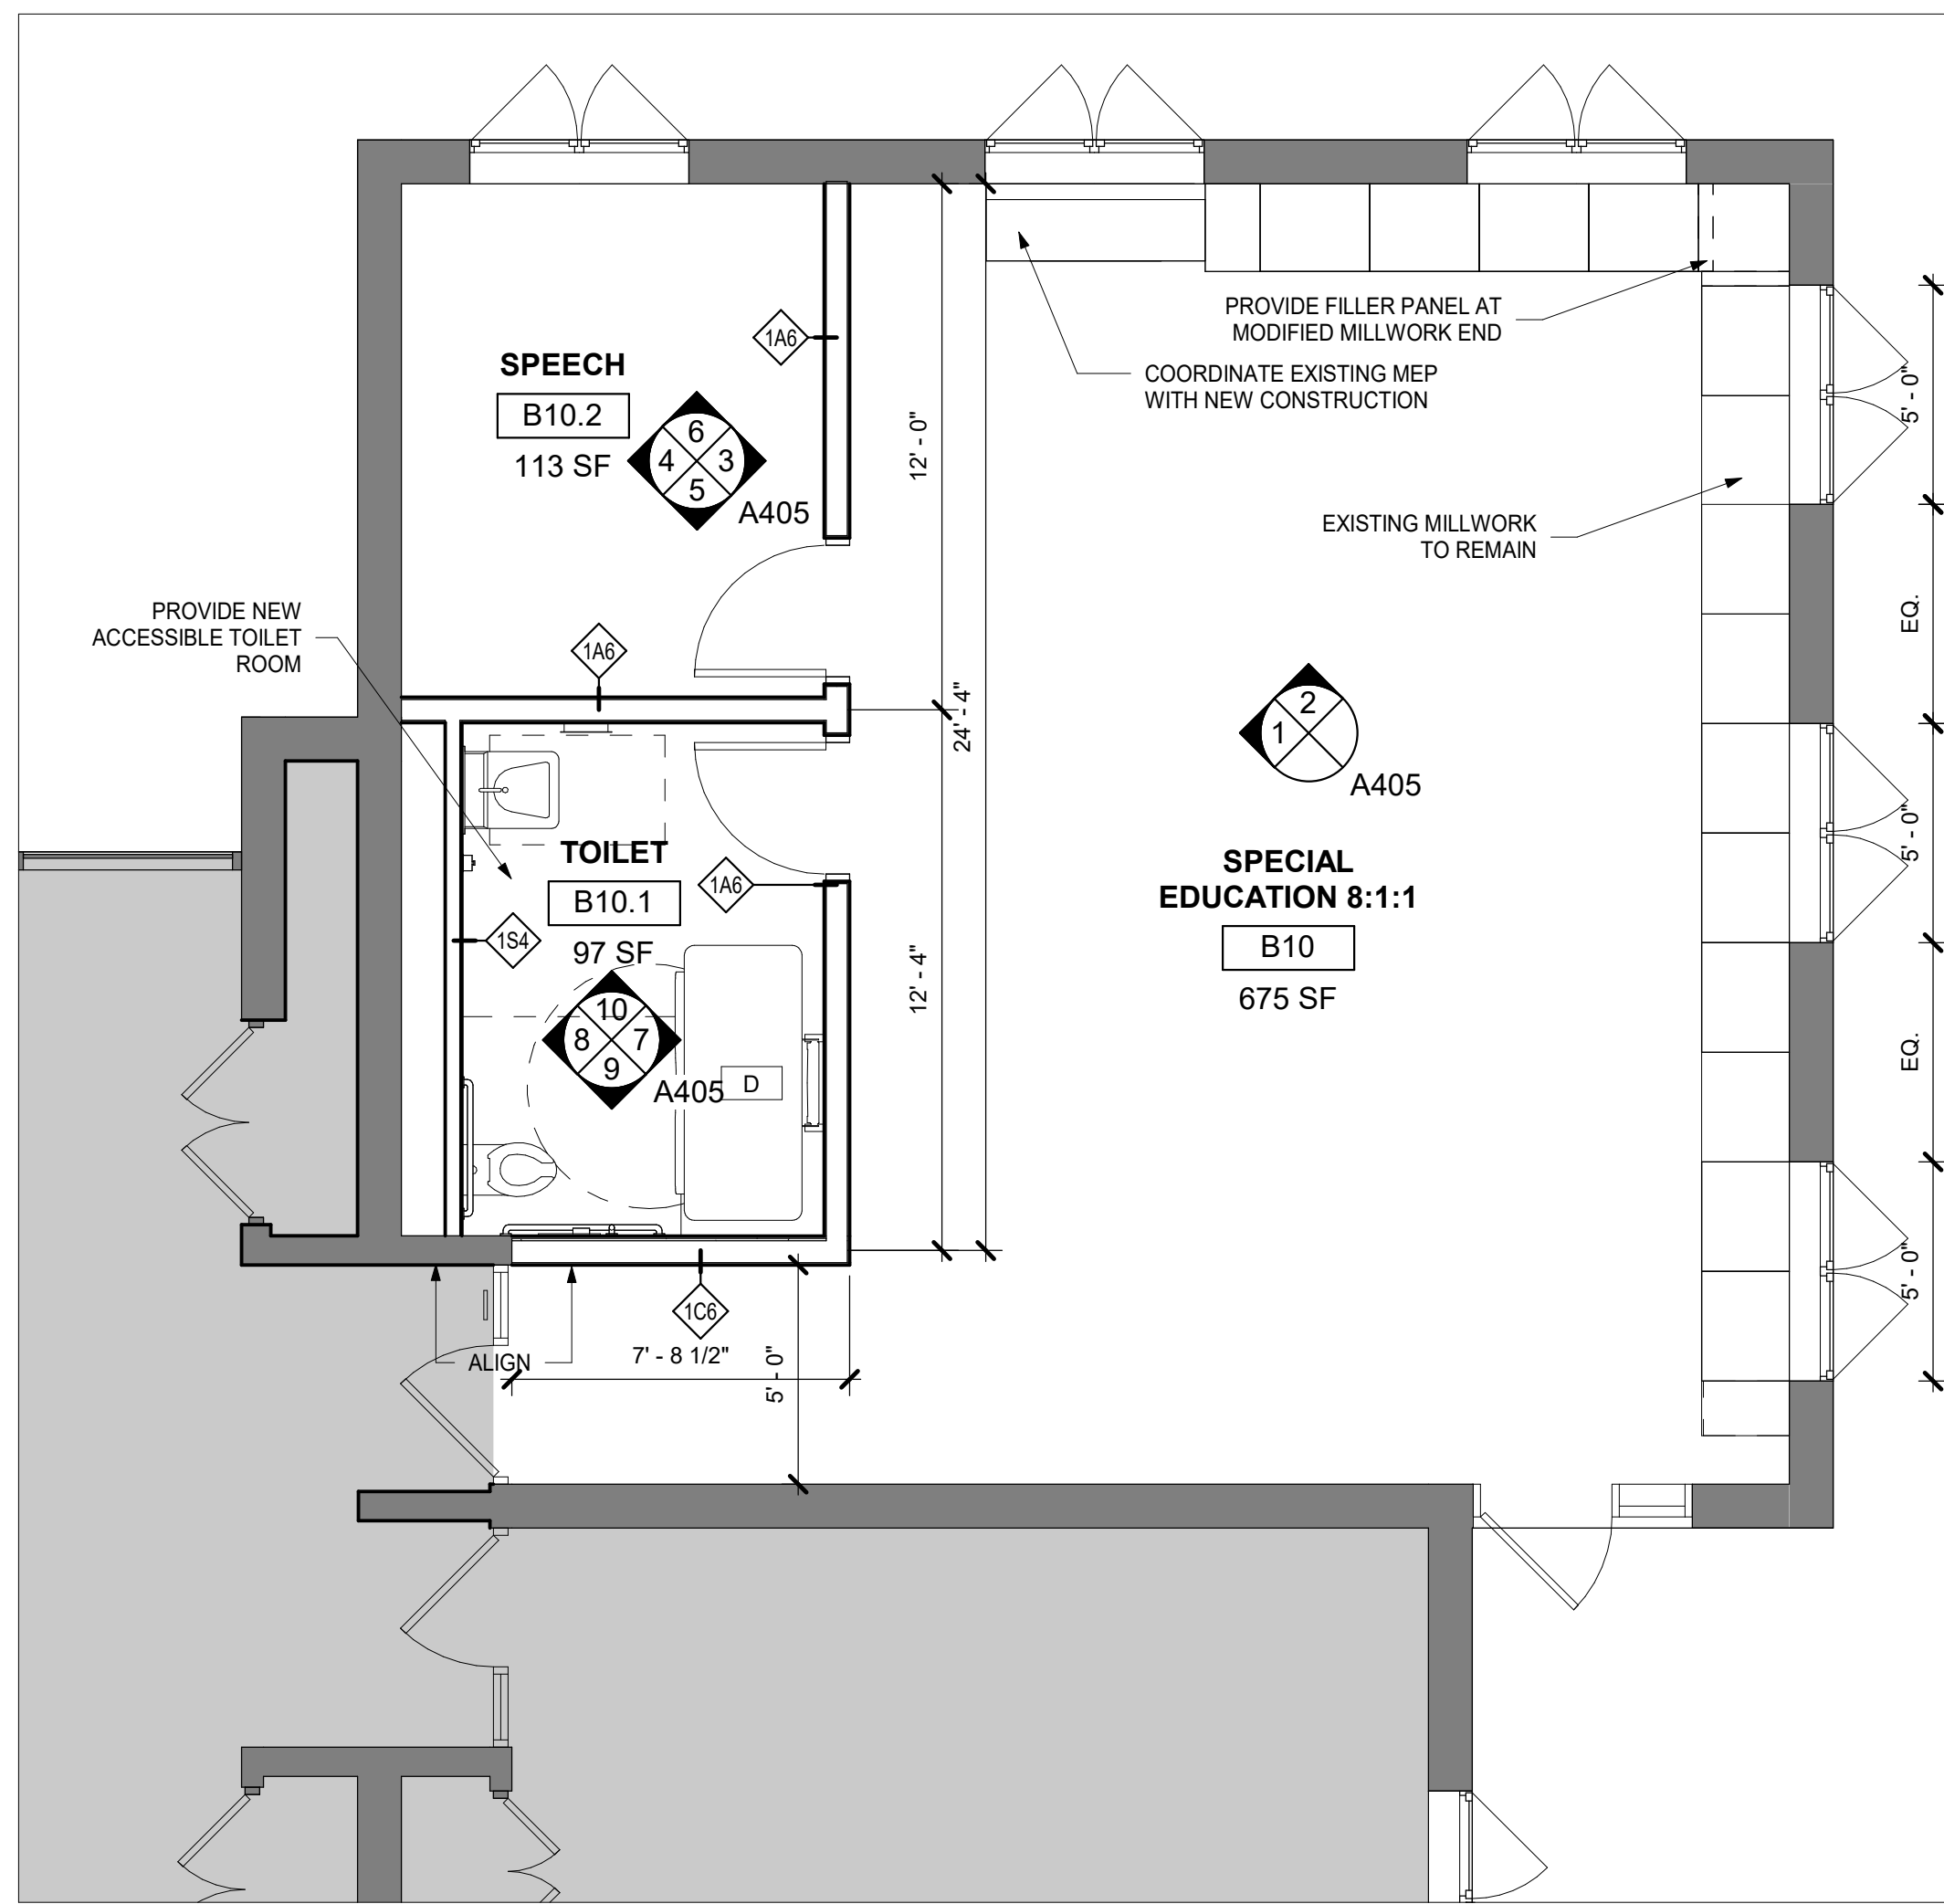 PROVIDE FILLER PANEL AT
MODIFIED MILLWORK END
COORDINATE EXISTING MEP
WITH NEW CONSTRUCTION
1A6
SPEECH
B10.2
113 SF
6
4
3
5
A405
12' - 0"
5' - 0"
EXISTING MILLWORK
TO REMAIN
EQ.
PROVIDE NEW
ACCESSIBLE TOILET
ROOM
1A6
24' - 4"
2
1
A405
5' - 0"
TOILET
B10.1
97 SF
1A6
1S4
SPECIAL
EDUCATION 8:1:1
B10
675 SF
12' - 4"
10
8
7
9
A405
D
EQ.
5' - 0"
1C6
ALIGN
7' - 8 1/2"
5' - 0"